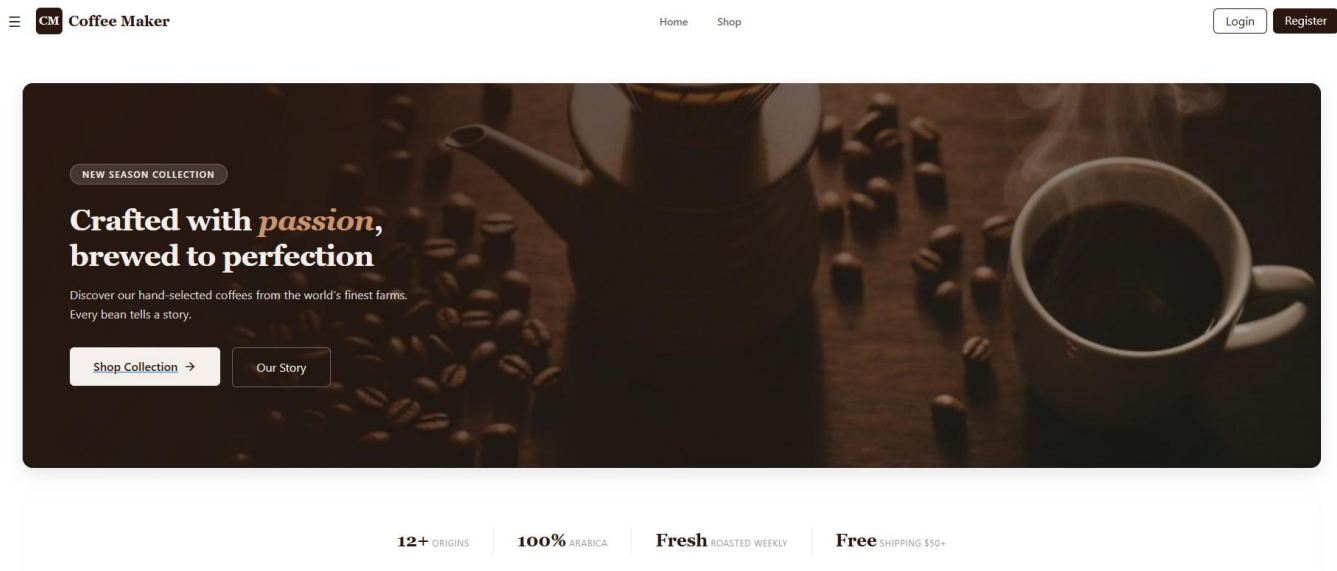 ☰ CM Coffee Maker Home Shop Login Register
NEW SEASON COLLECTION
Crafted with passion,
brewed to perfection
Discover our hand-selected coffees from the world's finest farms.
Every bean tells a story.
Shop Collection → Our Story
12+ ORIGINS 100% ARABICA Fresh ROASTED WEEKLY Free SHIPPING $50+